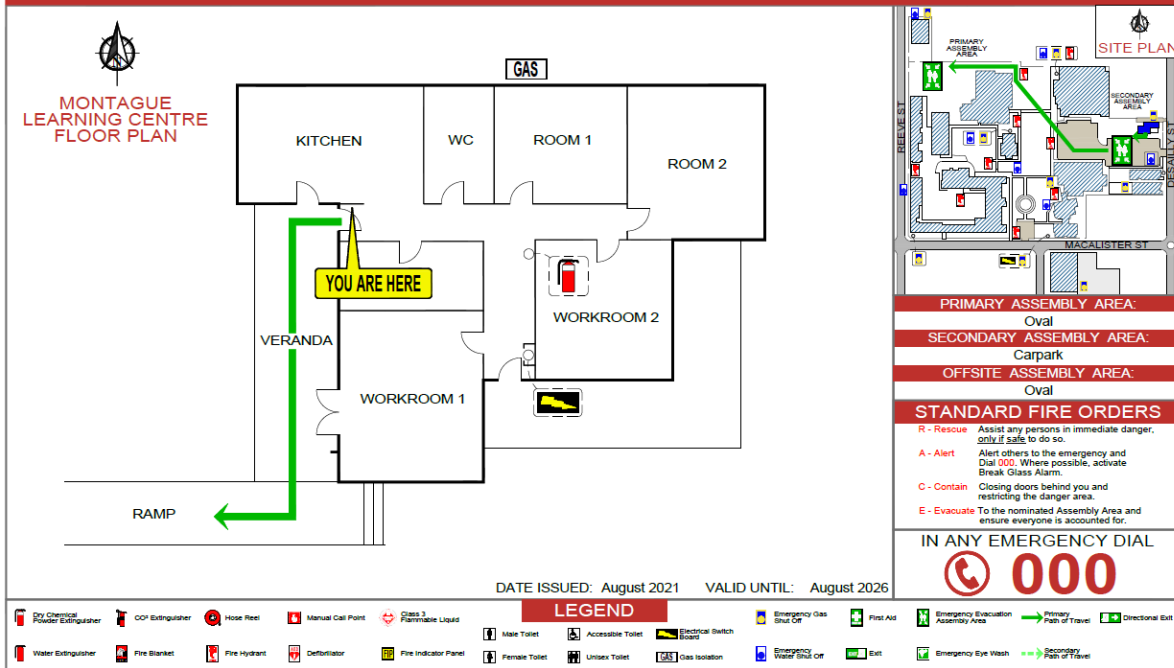 MONTAGUE
LEARNING CENTRE
FLOOR PLAN
GAS
KITCHEN
WC
ROOM 1
ROOM 2
YOU ARE HERE
WORKROOM 2
VERANDA
WORKROOM 1
RAMP
DATE ISSUED: August 2021 VALID UNTIL: August 2026
SITE PLAN
PRIMARY
ASSEMBLY
AREA
SECONDARY
ASSEMBLY
AREA
REEVE ST
DESAILLY ST
MACALISTER ST
PRIMARY ASSEMBLY AREA:
Oval
SECONDARY ASSEMBLY AREA:
Carpark
OFFSITE ASSEMBLY AREA:
Oval
STANDARD FIRE ORDERS
R - Rescue Assist any persons in immediate danger,
only if safe to do so.
A - Alert Alert others to the emergency and
Dial 000. Where possible, activate
Break Glass Alarm.
C - Contain Closing doors behind you and
restricting the danger area.
E - Evacuate To the nominated Assembly Area and
ensure everyone is accounted for.
IN ANY EMERGENCY DIAL
000
LEGEND
Dry Chemical
Powder Extinguisher
CO² Extinguisher
Hose Reel
Manual Call Point
Class 3
Flammable Liquid
Male Toilet
Accessible Toilet
Electrical Switch
Board
Emergency Gas
Shut Off
First Aid
Emergency Evacuation
Assembly Area
Primary
Path of Travel
Directional Exit
Water Extinguisher
Fire Blanket
Fire Hydrant
Defibrillator
FIP Fire Indicator Panel
Female Toilet
Unisex Toilet
GAS Gas Isolation
Emergency
Water Shut Off
Exit
Emergency Eye Wash
Secondary
Path of Travel